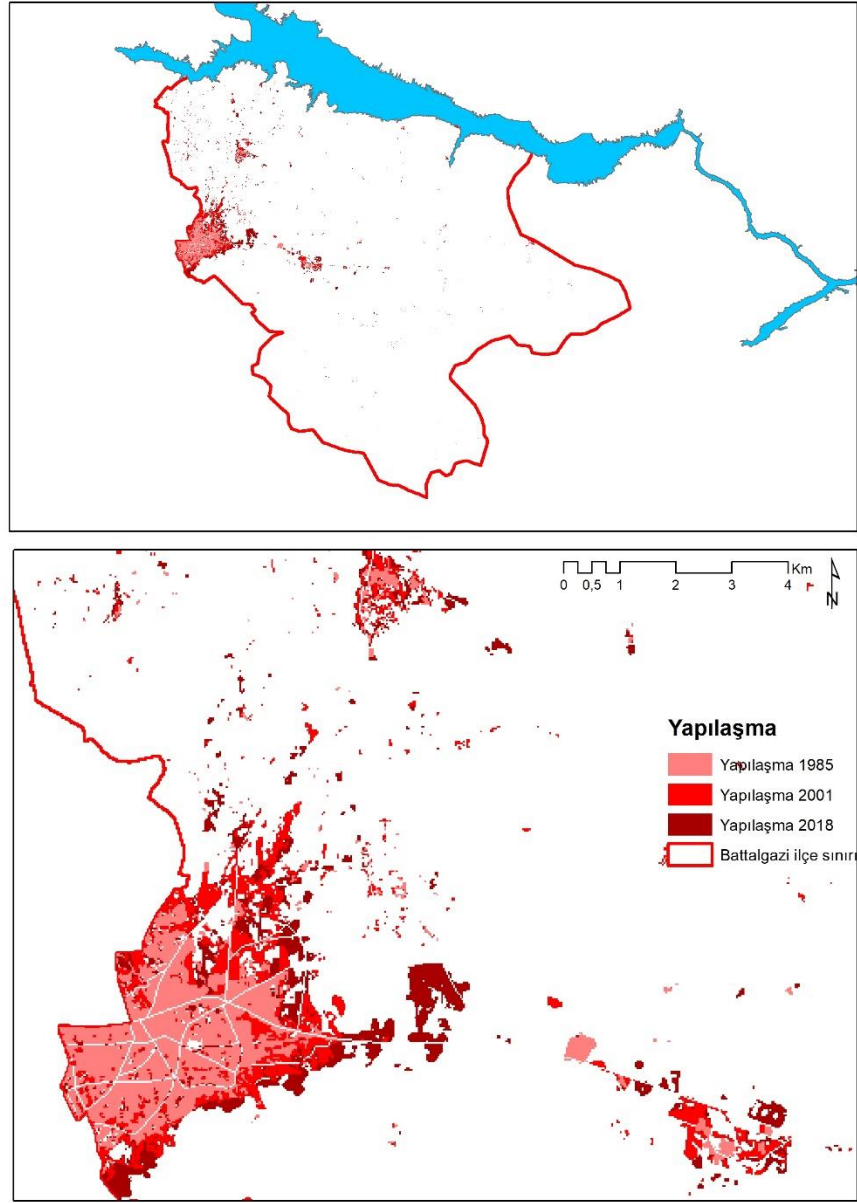 Km
0 0,5 1 2 3 4
N
Yapılaşma
Yapılaşma 1985
Yapılaşma 2001
Yapılaşma 2018
Battalgazi ilçe sınırı